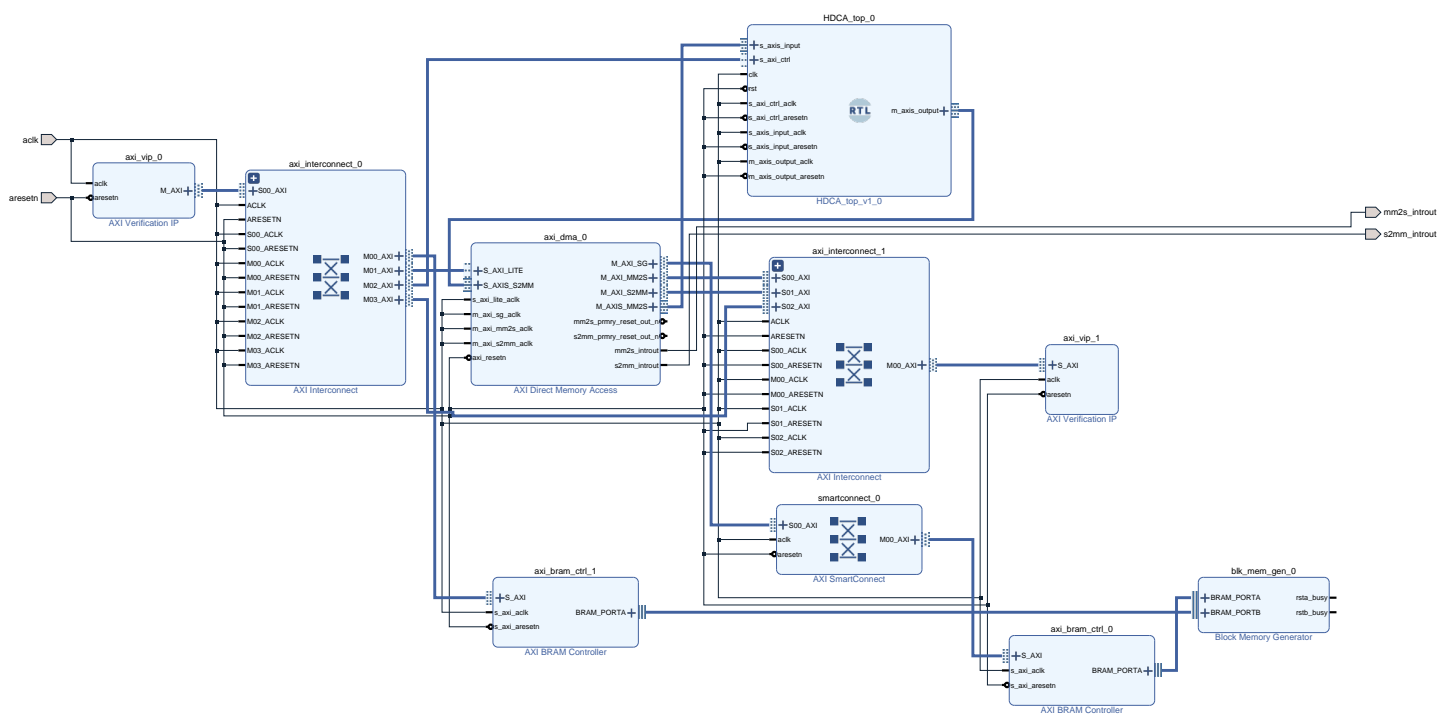 HDCA_top_0
s_axis_input
s_axi_ctrl
clk
rst
s_axi_ctrl_aclk
s_axi_ctrl_aresetn
s_axis_input_aclk
s_axis_input_aresetn
m_axis_output_aclk
m_axis_output_aresetn
RTL
m_axis_output
HDCA_top_v1_0
aclk
aresetn
axi_vip_0
aclk
aresetn
M_AXI
AXI Verification IP
axi_interconnect_0
S00_AXI
ACLK
ARESETN
S00_ACLK
S00_ARESETN
M00_ACLK
M00_ARESETN
M01_ACLK
M01_ARESETN
M02_ACLK
M02_ARESETN
M03_ACLK
M03_ARESETN
M00_AXI
M01_AXI
M02_AXI
M03_AXI
AXI Interconnect
axi_dma_0
S_AXI_LITE
S_AXIS_S2MM
s_axi_lite_aclk
m_axi_sg_aclk
m_axi_mm2s_aclk
m_axi_s2mm_aclk
axi_resetn
M_AXI_SG
M_AXI_MM2S
M_AXI_S2MM
M_AXIS_MM2S
mm2s_prmry_reset_out_n
s2mm_prmry_reset_out_n
mm2s_introut
s2mm_introut
AXI Direct Memory Access
axi_interconnect_1
S00_AXI
S01_AXI
S02_AXI
ACLK
ARESETN
S00_ACLK
S00_ARESETN
M00_ACLK
M00_ARESETN
S01_ACLK
S01_ARESETN
S02_ACLK
S02_ARESETN
M00_AXI
AXI Interconnect
mm2s_introut
s2mm_introut
axi_vip_1
S_AXI
aclk
aresetn
AXI Verification IP
smartconnect_0
S00_AXI
aclk
aresetn
M00_AXI
AXI SmartConnect
axi_bram_ctrl_1
S_AXI
s_axi_aclk
s_axi_aresetn
BRAM_PORTA
AXI BRAM Controller
blk_mem_gen_0
BRAM_PORTA
BRAM_PORTB
rsta_busy
rstb_busy
Block Memory Generator
axi_bram_ctrl_0
S_AXI
s_axi_aclk
s_axi_aresetn
BRAM_PORTA
AXI BRAM Controller